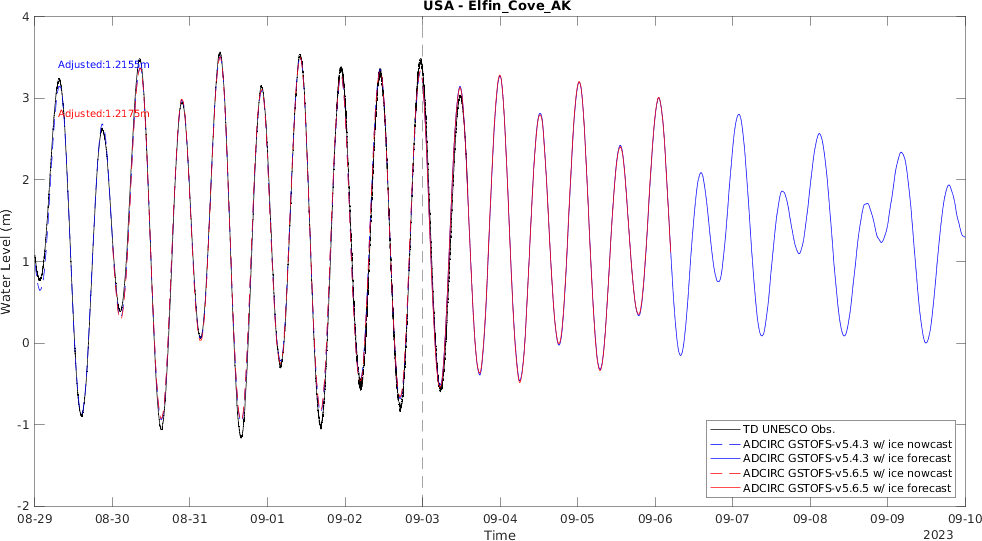 USA - Elfin_Cove_AK
4
3
2
1
0
-1
-2
Water Level (m)
Adjusted:1.2155m
Adjusted:1.2175m
TD UNESCO Obs.
ADCIRC GSTOFS-v5.4.3 w/ ice nowcast
ADCIRC GSTOFS-v5.4.3 w/ ice forecast
ADCIRC GSTOFS-v5.6.5 w/ ice nowcast
ADCIRC GSTOFS-v5.6.5 w/ ice forecast
08-29 08-30 08-31 09-01 09-02 09-03 09-04 09-05 09-06 09-07 09-08 09-09 09-10
Time
2023